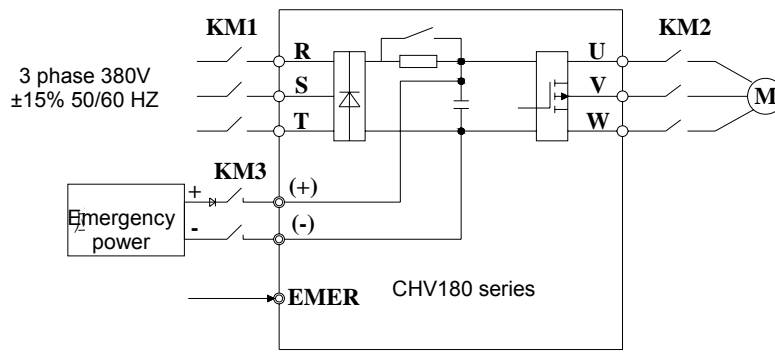 KM1
R
U
KM2
3 phase 380V
±15% 50/60 HZ
S
V
M
T
W
KM3
+
(+)
Emergency
power
-
(-)
EMER
CHV180 series